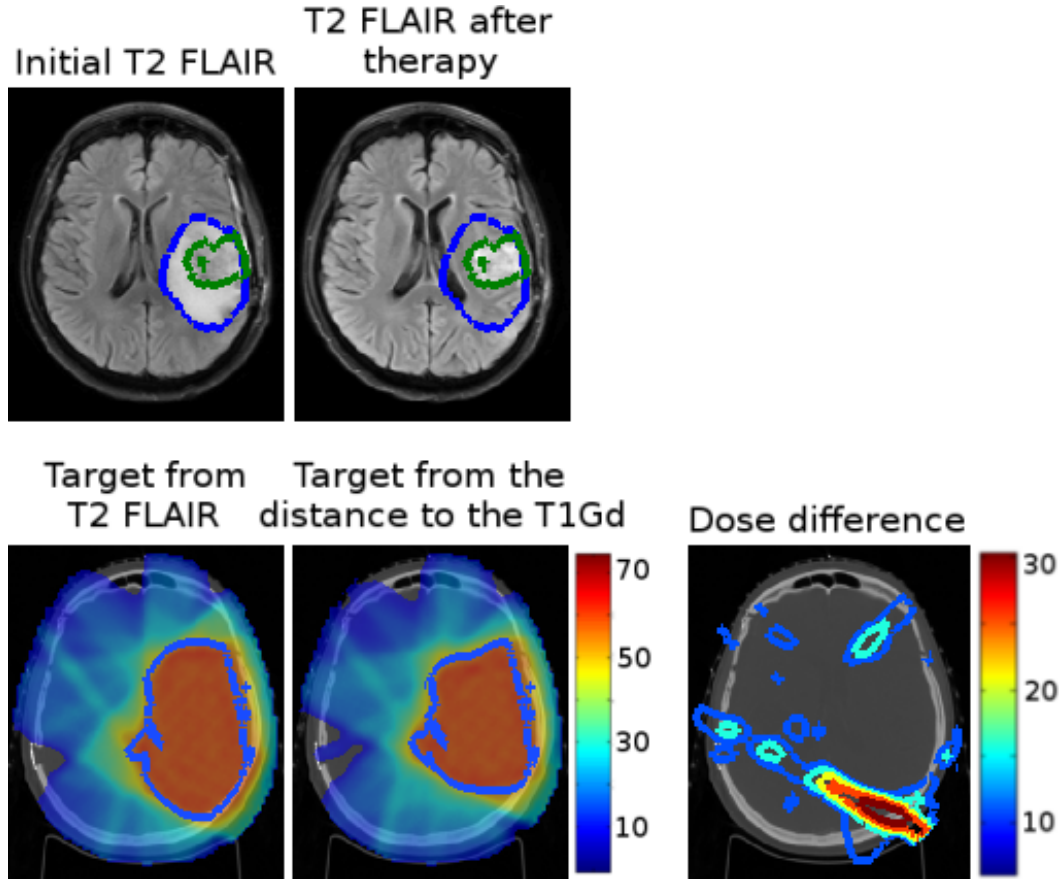 T2 FLAIR after
Initial T2 FLAIR
therapy
Target from
T2 FLAIR
Target from the
distance to the T1Gd
Dose difference
70
50
30
10
30
20
10